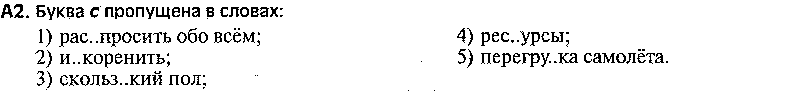 А2. Буква с пропущена в словах:
1) рас..просить обо всём;
2) и..коренить;
3) скольз..кий пол;
4) рес..урсы;
5) перегру..ка самолёта.